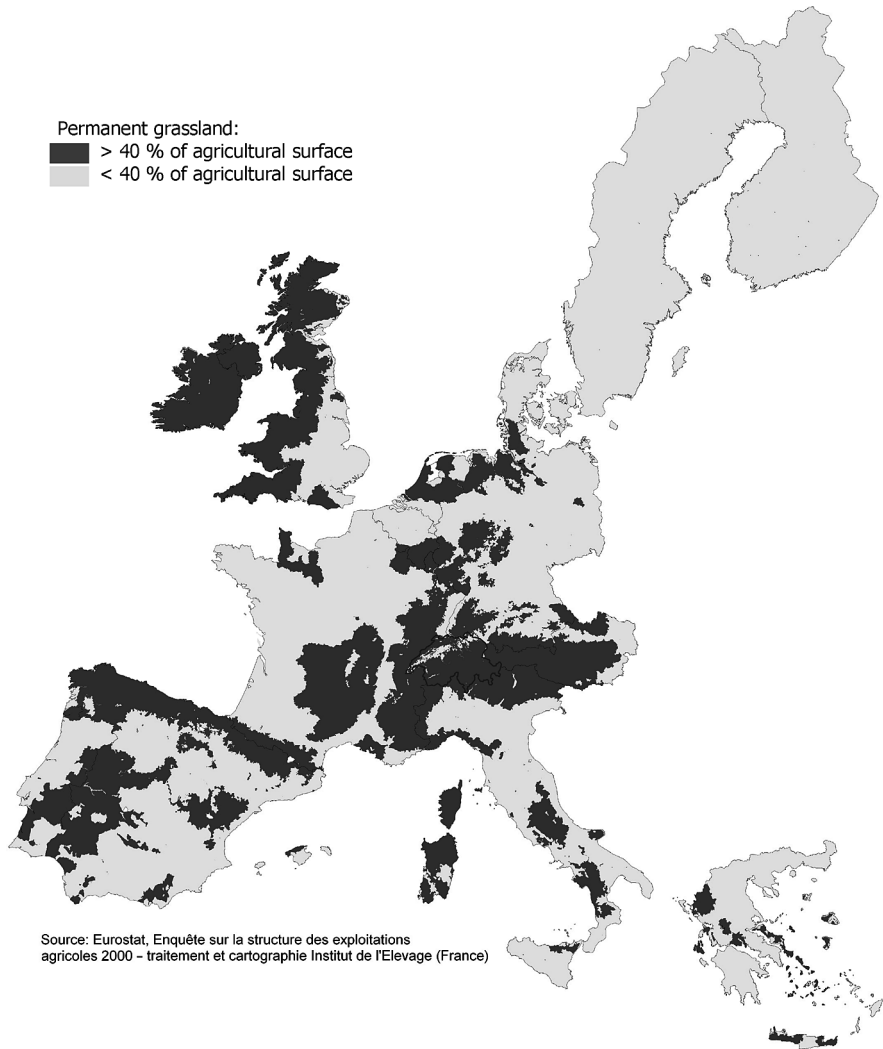 Permanent grassland:
> 40 % of agricultural surface
< 40 % of agricultural surface
Source: Eurostat, Enquête sur la structure des exploitations
agricoles 2000 – traitement et cartographie Institut de l'Elevage (France)